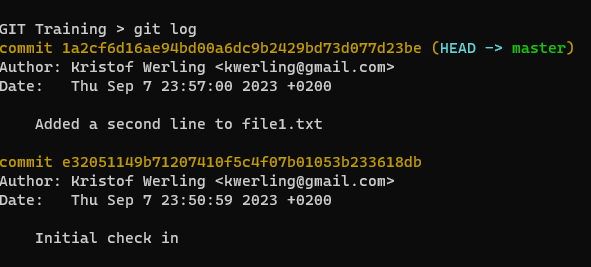 GIT Training > git log
commit 1a2cf6d16ae94bd00a6dc9b2429bd73d077d23be (HEAD -> master)
Author: Kristof Werling <kwerling@gmail.com>
Date:   Thu Sep 7 23:57:00 2023 +0200
Added a second line to file1.txt
commit e32051149b71207410f5c4f07b01053b233618db
Author: Kristof Werling <kwerling@gmail.com>
Date:   Thu Sep 7 23:50:59 2023 +0200
Initial check in